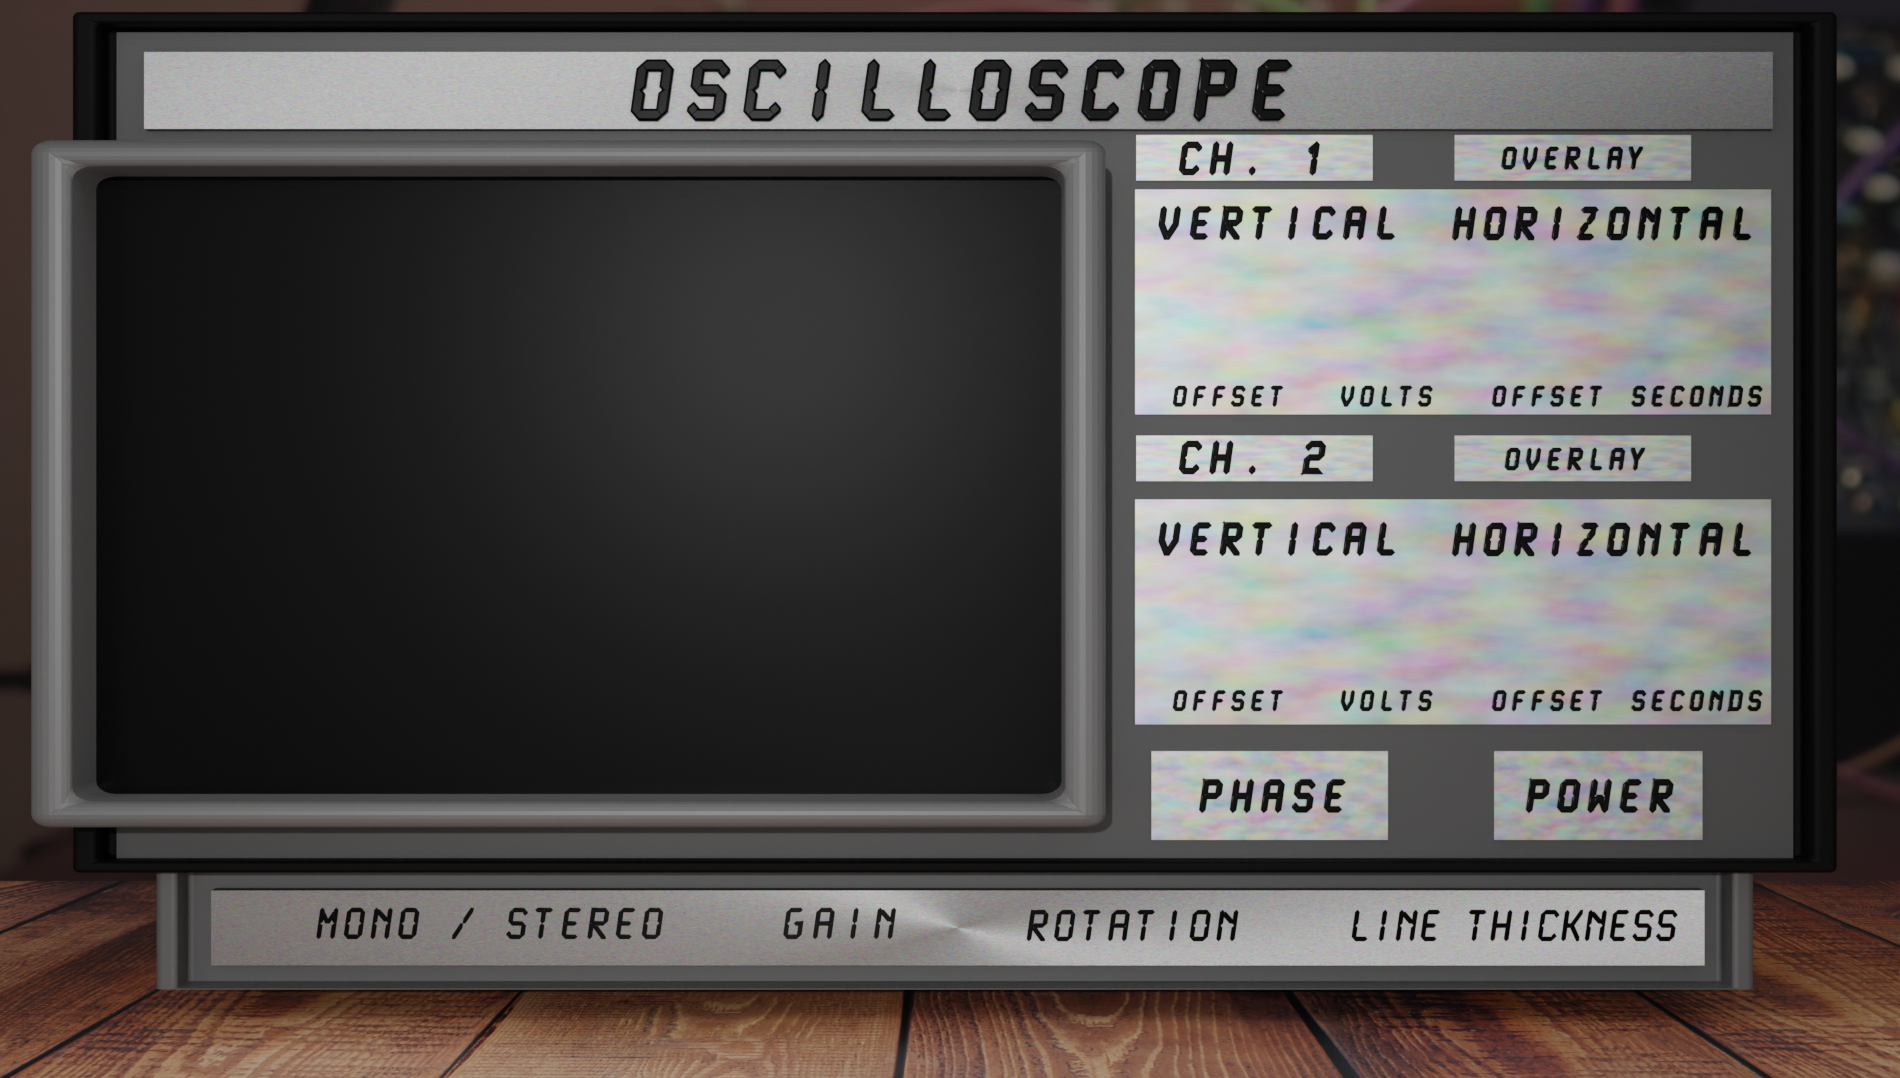 OSCILLOSCOPE
CH. 1
OVERLAY
VERTICAL HORIZONTAL
OFFSET VOLTS OFFSET SECONDS
CH. 2
OVERLAY
VERTICAL HORIZONTAL
OFFSET VOLTS OFFSET SECONDS
PHASE
POWER
MONO / STEREO GAIN ROTATION LINE THICKNESS